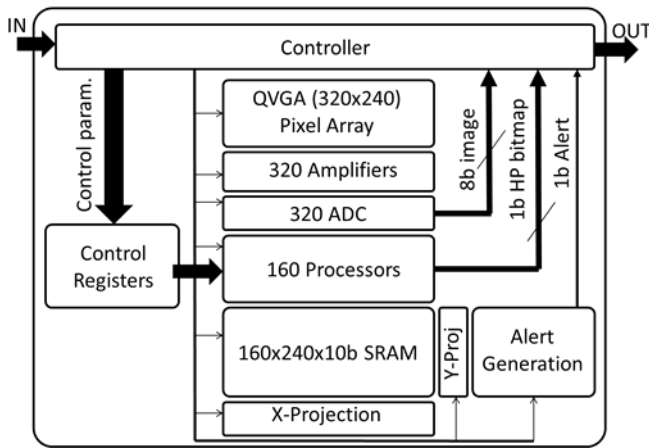 IN
OUT
Controller
Control param.
QVGA (320x240)
Pixel Array
320 Amplifiers
320 ADC
8b image
1b HP bitmap
1b Alert
Control
Registers
160 Processors
160x240x10b SRAM
Y-Proj
Alert
Generation
X-Projection